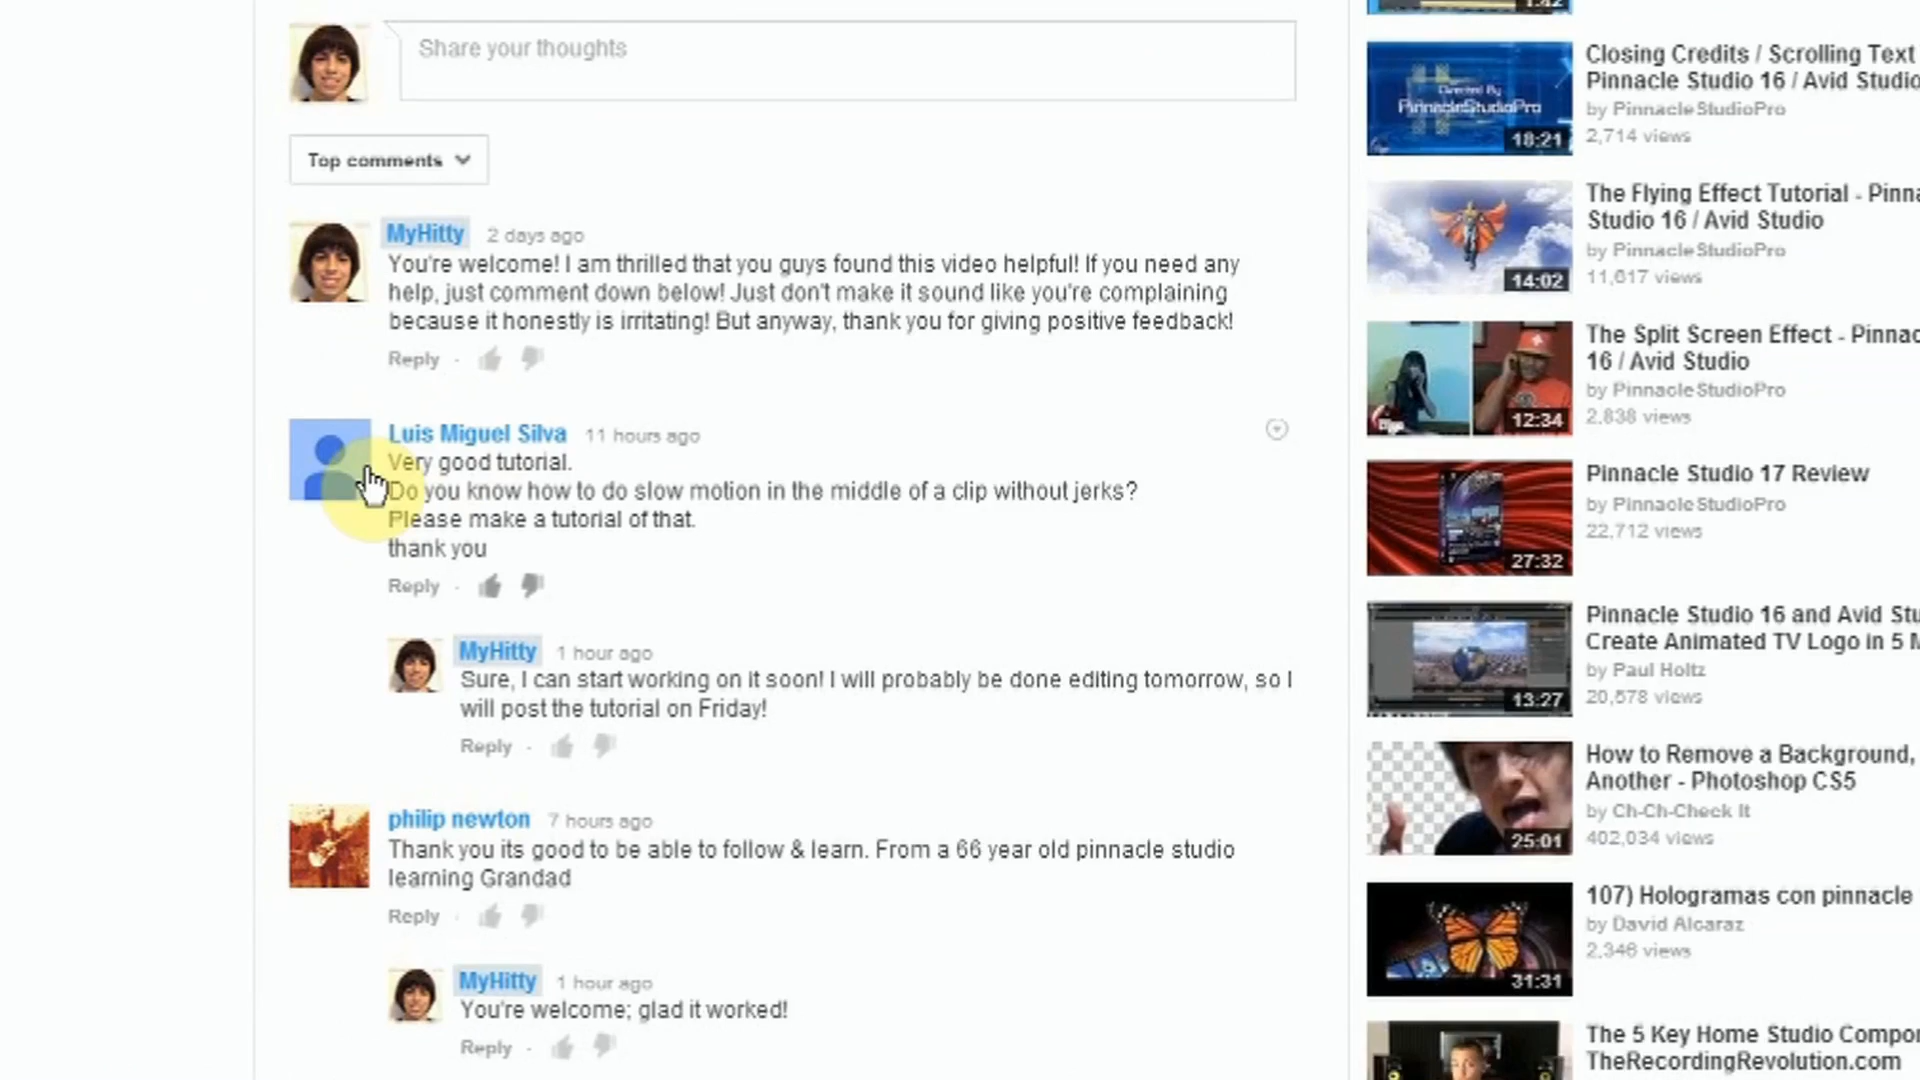 Share your thoughts
Top comments
MyHitty 2 days ago
You're welcome! I am thrilled that you guys found this video helpful! If you need any
help, just comment down below! Just don't make it sound like you're complaining
because it honestly is irritating! But anyway, thank you for giving positive feedback!
Reply
Luis Miguel Silva 11 hours ago
Very good tutorial.
Do you know how to do slow motion in the middle of a clip without jerks?
Please make a tutorial of that.
thank you
Reply
MyHitty 1 hour ago
Sure, I can start working on it soon! I will probably be done editing tomorrow, so I
will post the tutorial on Friday!
Reply
philip newton 7 hours ago
Thank you its good to be able to follow & learn. From a 66 year old pinnacle studio
learning Grandad
Reply
MyHitty 1 hour ago
You're welcome; glad it worked!
Reply
1:42
Directed By
PinnacleStudioPro
18:21
Closing Credits / Scrolling Text
Pinnacle Studio 16 / Avid Studio
by PinnacleStudioPro
2,714 views
14:02
The Flying Effect Tutorial - Pinna
Studio 16 / Avid Studio
by PinnacleStudioPro
11,617 views
12:34
The Split Screen Effect - Pinnac
16 / Avid Studio
by PinnacleStudioPro
2,838 views
27:32
Pinnacle Studio 17 Review
by PinnacleStudioPro
22,712 views
13:27
Pinnacle Studio 16 and Avid Stu
Create Animated TV Logo in 5 M
by Paul Holtz
20,578 views
25:01
How to Remove a Background,
Another - Photoshop CS5
by Ch-Ch-Check It
402,034 views
31:31
107) Hologramas con pinnacle
by David Alcaraz
2,346 views
The 5 Key Home Studio Compor
TheRecordingRevolution.com